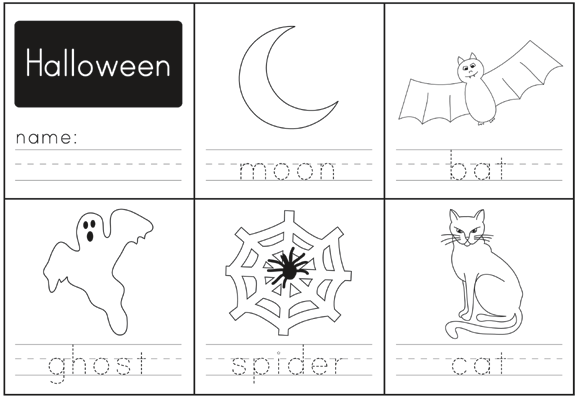 Halloween
name:
moon
bat
ghost
spider
cat